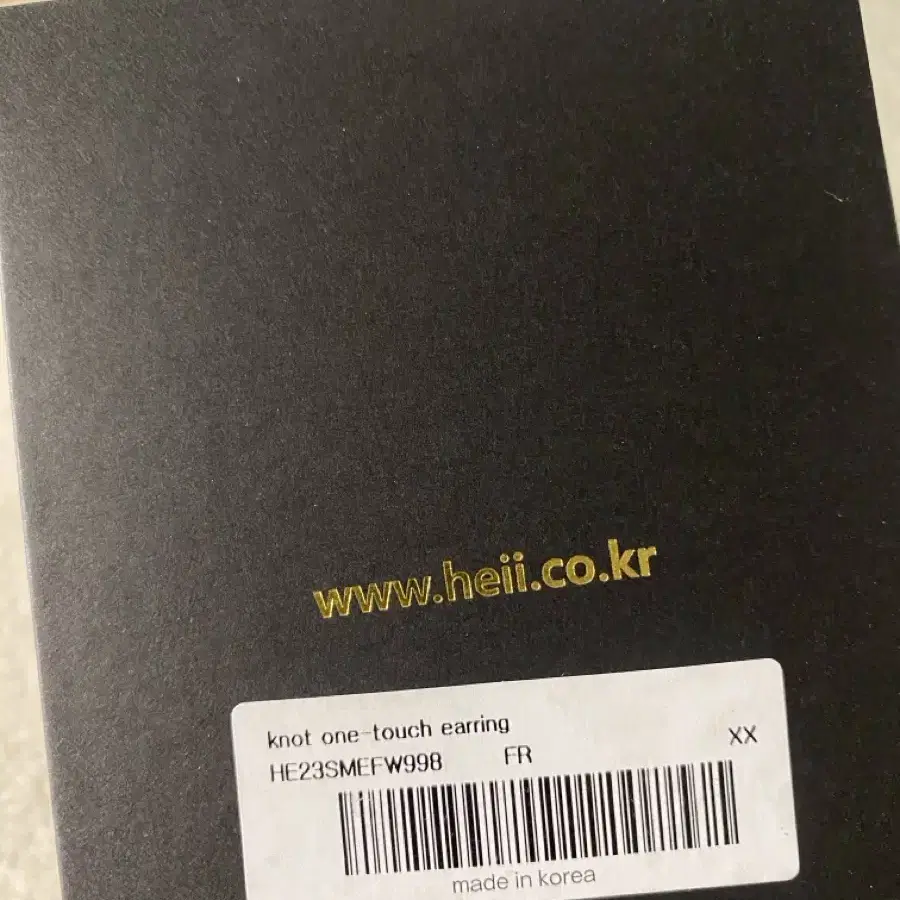 www.heii.co.kr
knot one-touch earring
HE23SMEFW998 FR XX
made in korea